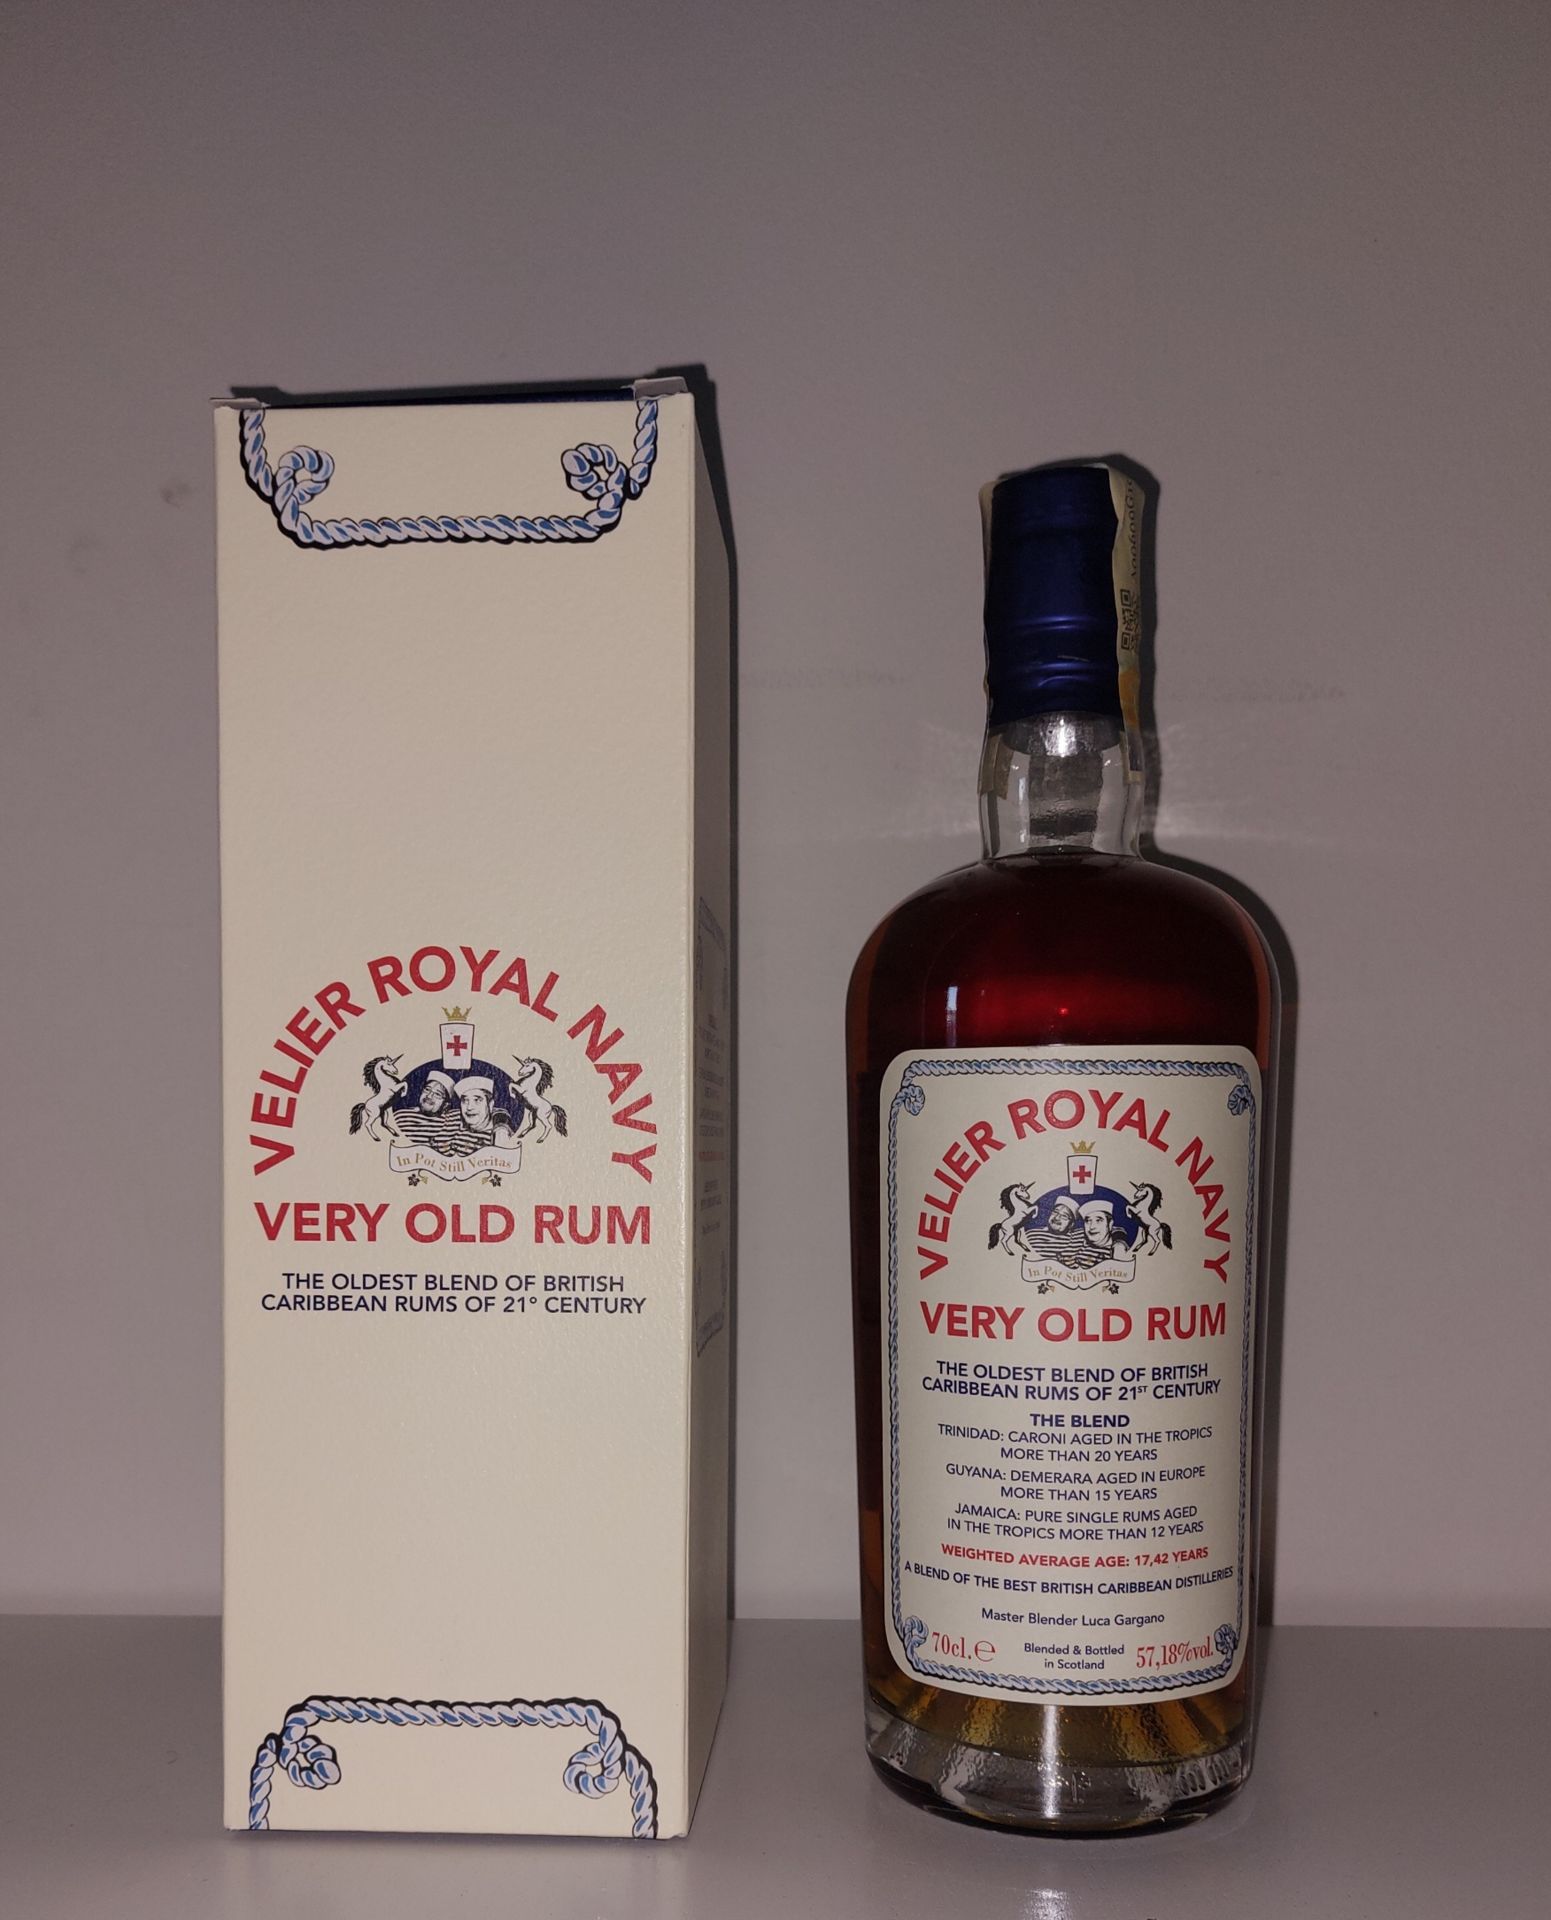 VELIER ROYAL NAVY
In Pot Still Veritas
VERY OLD RUM
THE OLDEST BLEND OF BRITISH
CARIBBEAN RUMS OF 21° CENTURY
VELIER ROYAL NAVY
In Pot Still Veritas
VERY OLD RUM
THE OLDEST BLEND OF BRITISH
CARIBBEAN RUMS OF 21ST CENTURY
THE BLEND
TRINIDAD: CARONI AGED IN THE TROPICS
MORE THAN 20 YEARS
GUYANA: DEMERARA AGED IN EUROPE
MORE THAN 15 YEARS
JAMAICA: PURE SINGLE RUMS AGED
IN THE TROPICS MORE THAN 12 YEARS
WEIGHTED AVERAGE AGE: 17,42 YEARS
A BLEND OF THE BEST BRITISH CARIBBEAN DISTILLERIES
Master Blender Luca Gargano
70cl. ℮
Blended & Bottled
in Scotland
57,18%vol.